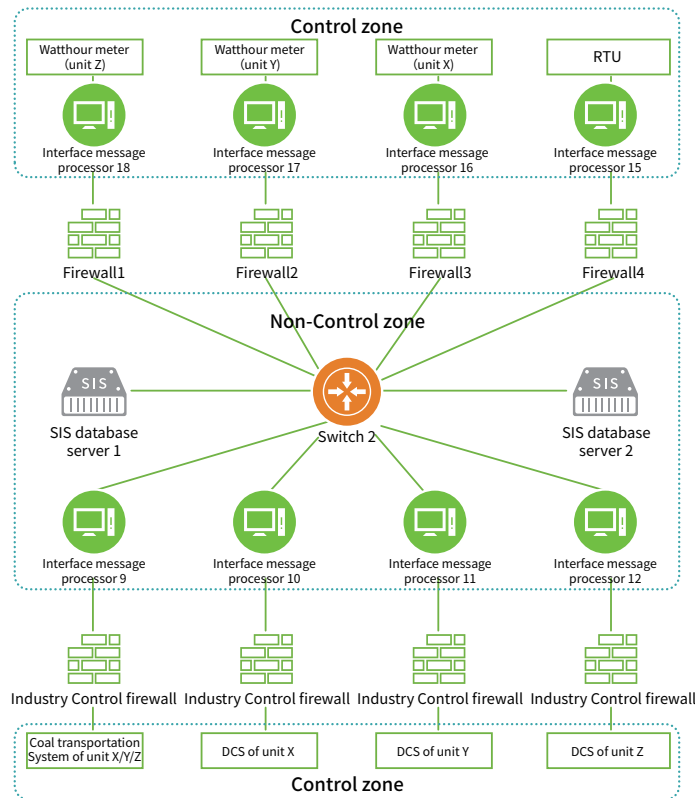 Control zone
Watthour meter
(unit Z)
Watthour meter
(unit Y)
Watthour meter
(unit X)
RTU
Interface message
processor 18
Interface message
processor 17
Interface message
processor 16
Interface message
processor 15
Firewall1
Firewall2
Firewall3
Firewall4
Non-Control zone
SIS
SIS database
server 1
Switch 2
SIS
SIS database
server 2
Interface message
processor 9
Interface message
processor 10
Interface message
processor 11
Interface message
processor 12
Industry Control firewall
Industry Control firewall
Industry Control firewall
Industry Control firewall
Coal transportation
System of unit X/Y/Z
DCS of unit X
DCS of unit Y
DCS of unit Z
Control zone